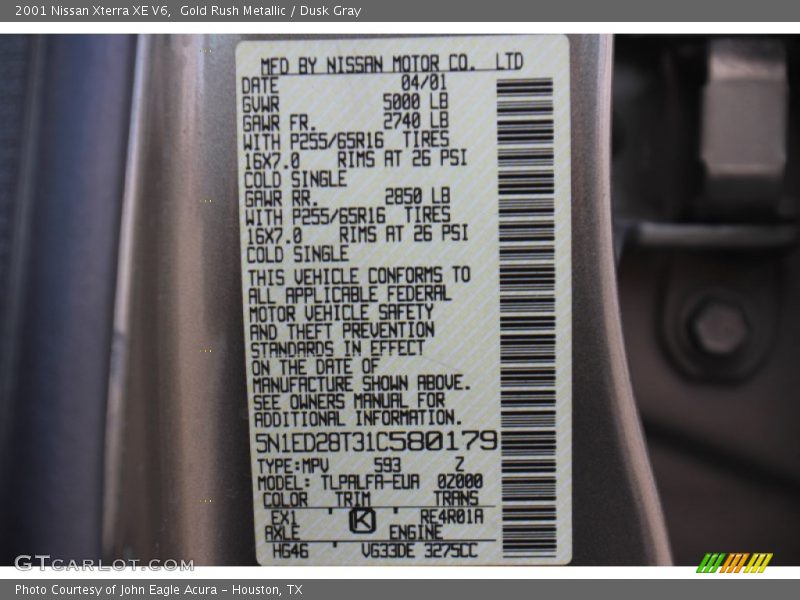 2001 Nissan Xterra XE V6,  Gold Rush Metallic / Dusk Gray
MFD BY NISSAN MOTOR CO.  LTD
DATE 04/01
GVWR 5000 LB
GAWR FR. 2740 LB
WITH P255/65R16 TIRES
16X7.0 RIMS AT 26 PSI
COLD SINGLE
GAWR RR. 2850 LB
WITH P255/65R16 TIRES
16X7.0 RIMS AT 26 PSI
COLD SINGLE
THIS VEHICLE CONFORMS TO
ALL APPLICABLE FEDERAL
MOTOR VEHICLE SAFETY
AND THEFT PREVENTION
STANDARDS IN EFFECT
ON THE DATE OF
MANUFACTURE SHOWN ABOVE.
SEE OWNERS MANUAL FOR
ADDITIONAL INFORMATION.
5N1ED28T31C580179
TYPE:MPV 593 Z
MODEL: TLPALFA-EUA 0Z000
COLOR TRIM TRANS
EX1 K RE4R01A
AXLE ENGINE
HG46 VG33DE 3275CC
GTCARLOT.COM
Photo Courtesy of John Eagle Acura - Houston, TX